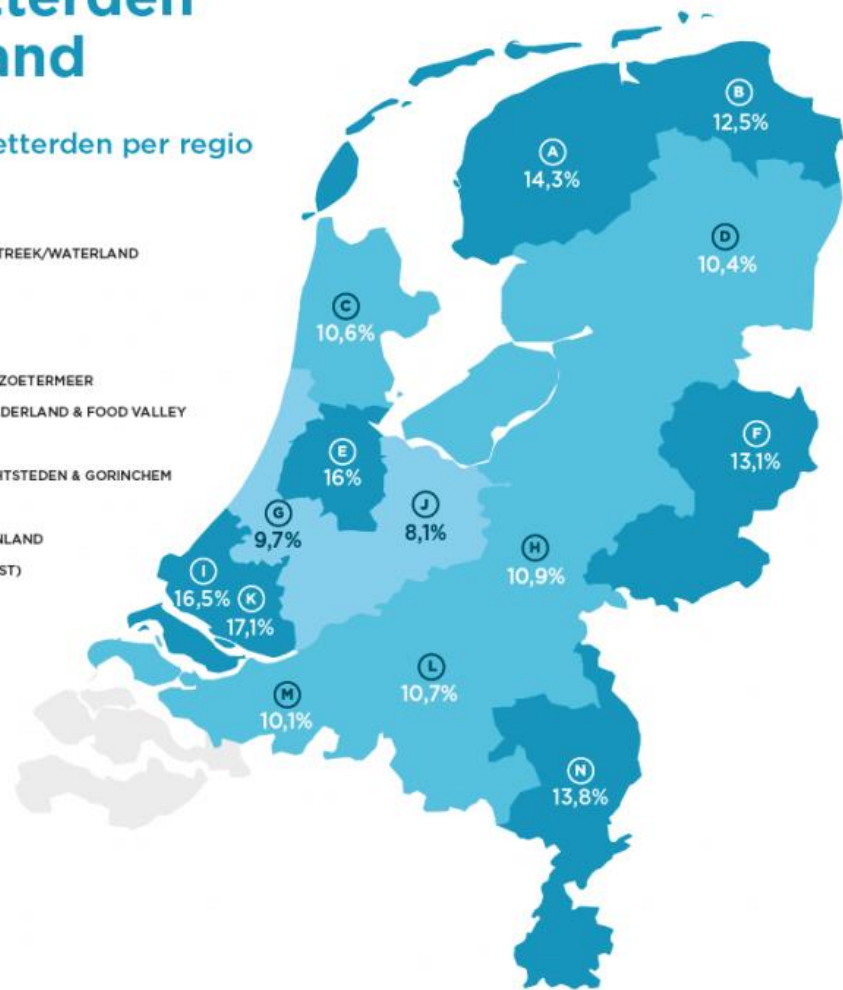 and
etterden per regio
TREEK/WATERLAND
ZOETERMEER
DERLAND & FOOD VALLEY
HTSTEDEN & GORINCHEM
NLAND
ST)
A
14,3%
B
12,5%
C
10,6%
D
10,4%
E
16%
F
13,1%
G
9,7%
J
8,1%
H
10,9%
I
16,5%
K
17,1%
L
10,7%
M
10,1%
N
13,8%